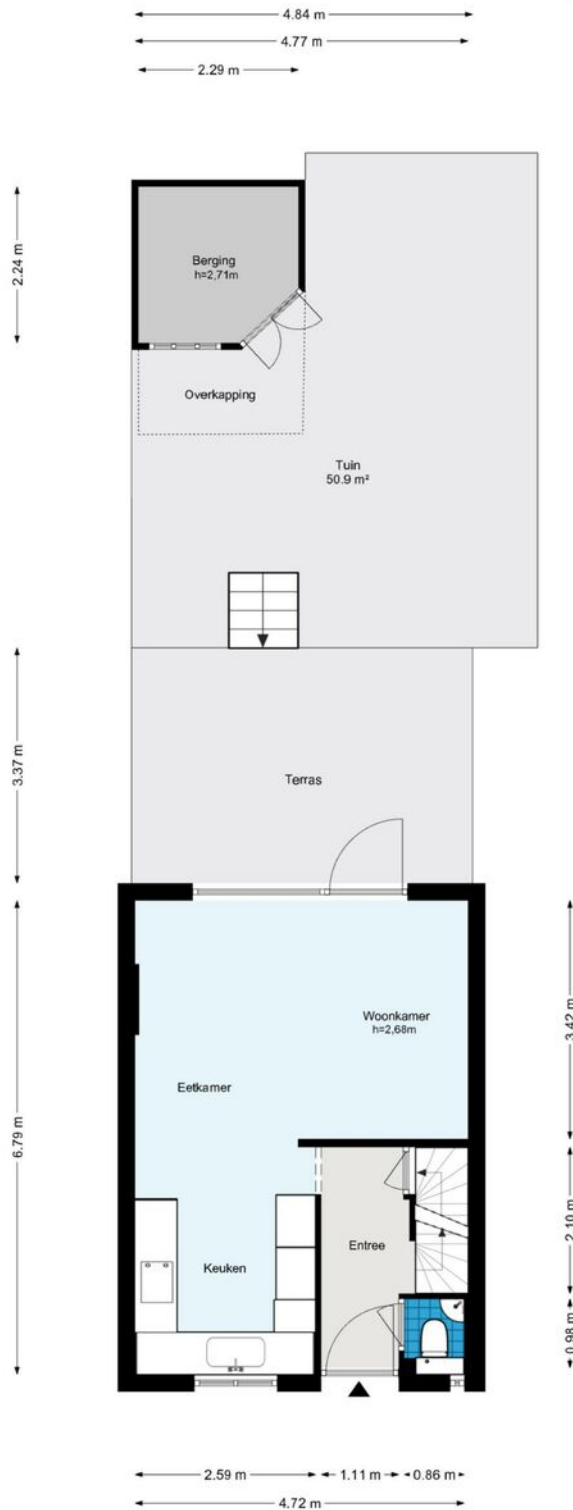 4.84 m
4.77 m
2.29 m
2.24 m
Berging
h=2,71m
Overkapping
Tuin
50.9 m²
3.37 m
Terras
6.79 m
3.42 m
Woonkamer
h=2,68m
Eetkamer
2.10 m
Entree
Keuken
0.98 m
2.59 m
1.11 m
0.86 m
4.72 m